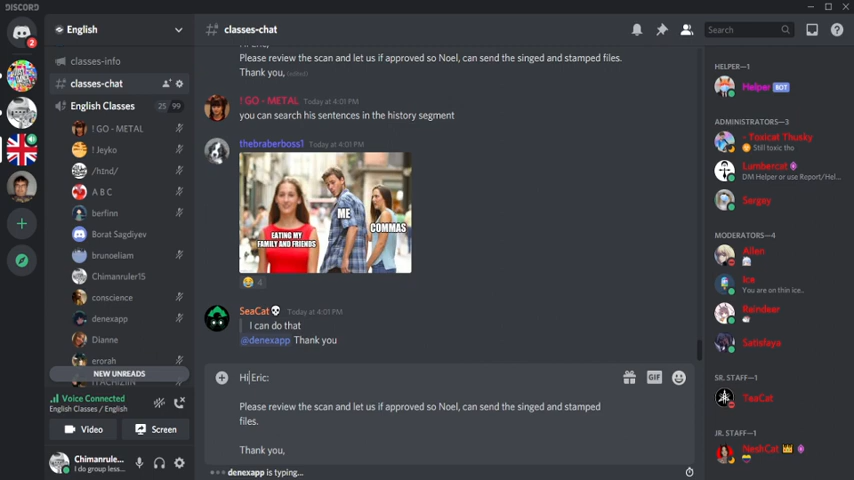 DISCORD
English
classes-chat
Search
2
classes-info
classes-chat
English Classes 25 99
! GO - METAL
! Jeyko
/hɪnd/
A B C
berfinn
Borat Sagdiyev
brunoeliam
Chimanruler15
conscience
denexapp
Dianne
erorah
NEW UNREADS
Voice Connected
English Classes / English
Video
Screen
Chimanrule...
I do group less...
Please review the scan and let us if approved so Noel, can send the singed and stamped files.
Thank you, (edited)
! GO - METAL Today at 4:01 PM
you can search his sentences in the history segment
thebraberboss1 Today at 4:01 PM
EATING MY
FAMILY AND FRIENDS
ME
COMMAS
4
SeaCat Today at 4:01 PM
I can do that
@denexapp Thank you
Hi Eric:
Please review the scan and let us if approved so Noel, can send the singed and stamped
files.
Thank you,
GIF
denexapp is typing...
HELPER—1
Helper BOT
ADMINISTRATORS—3
Toxicat Thusky
Still toxic tho
Lumbercat
DM Helper or use Report/Hel...
Sergey
MODERATORS—4
Allen
Ice
You are on thin ice..
Reindeer
Satisfaya
SR. STAFF—1
TeaCat
JR. STAFF—1
NeshCat